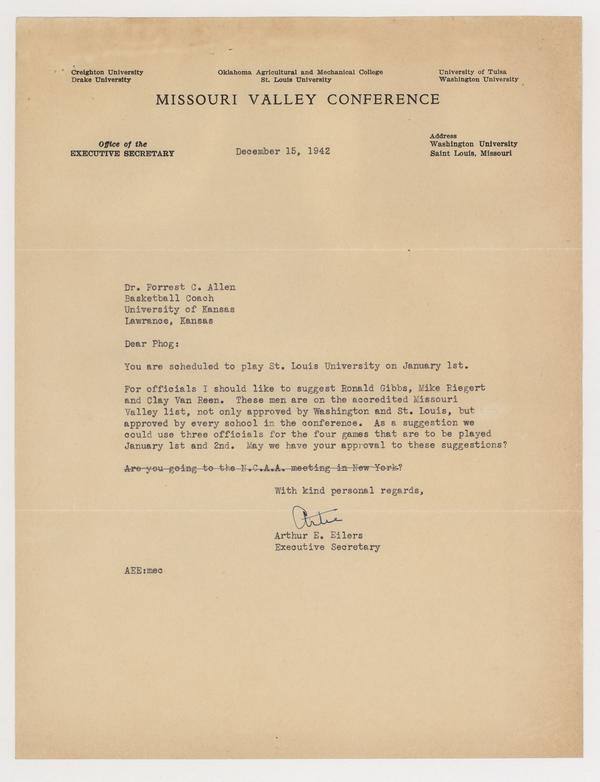 Creighton University
Drake University
Oklahoma Agricultural and Mechanical College
St. Louis University
University of Tulsa
Washington University
MISSOURI VALLEY CONFERENCE
Office of the
EXECUTIVE SECRETARY
December 15, 1942
Address
Washington University
Saint Louis, Missouri
Dr. Forrest C. Allen
Basketball Coach
University of Kansas
Lawrance, Kansas
Dear Phog:
You are scheduled to play St. Louis University on January 1st.
For officials I should like to suggest Ronald Gibbs, Mike Riegert
and Clay Van Reen. These men are on the accredited Missouri
Valley list, not only approved by Washington and St. Louis, but
approved by every school in the conference. As a suggestion we
could use three officials for the four games that are to be played
January 1st and 2nd. May we have your approval to these suggestions?
Are you going to the N.C.A.A. meeting in New York?
With kind personal regards,
Artie
Arthur E. Eilers
Executive Secretary
AEE:mec